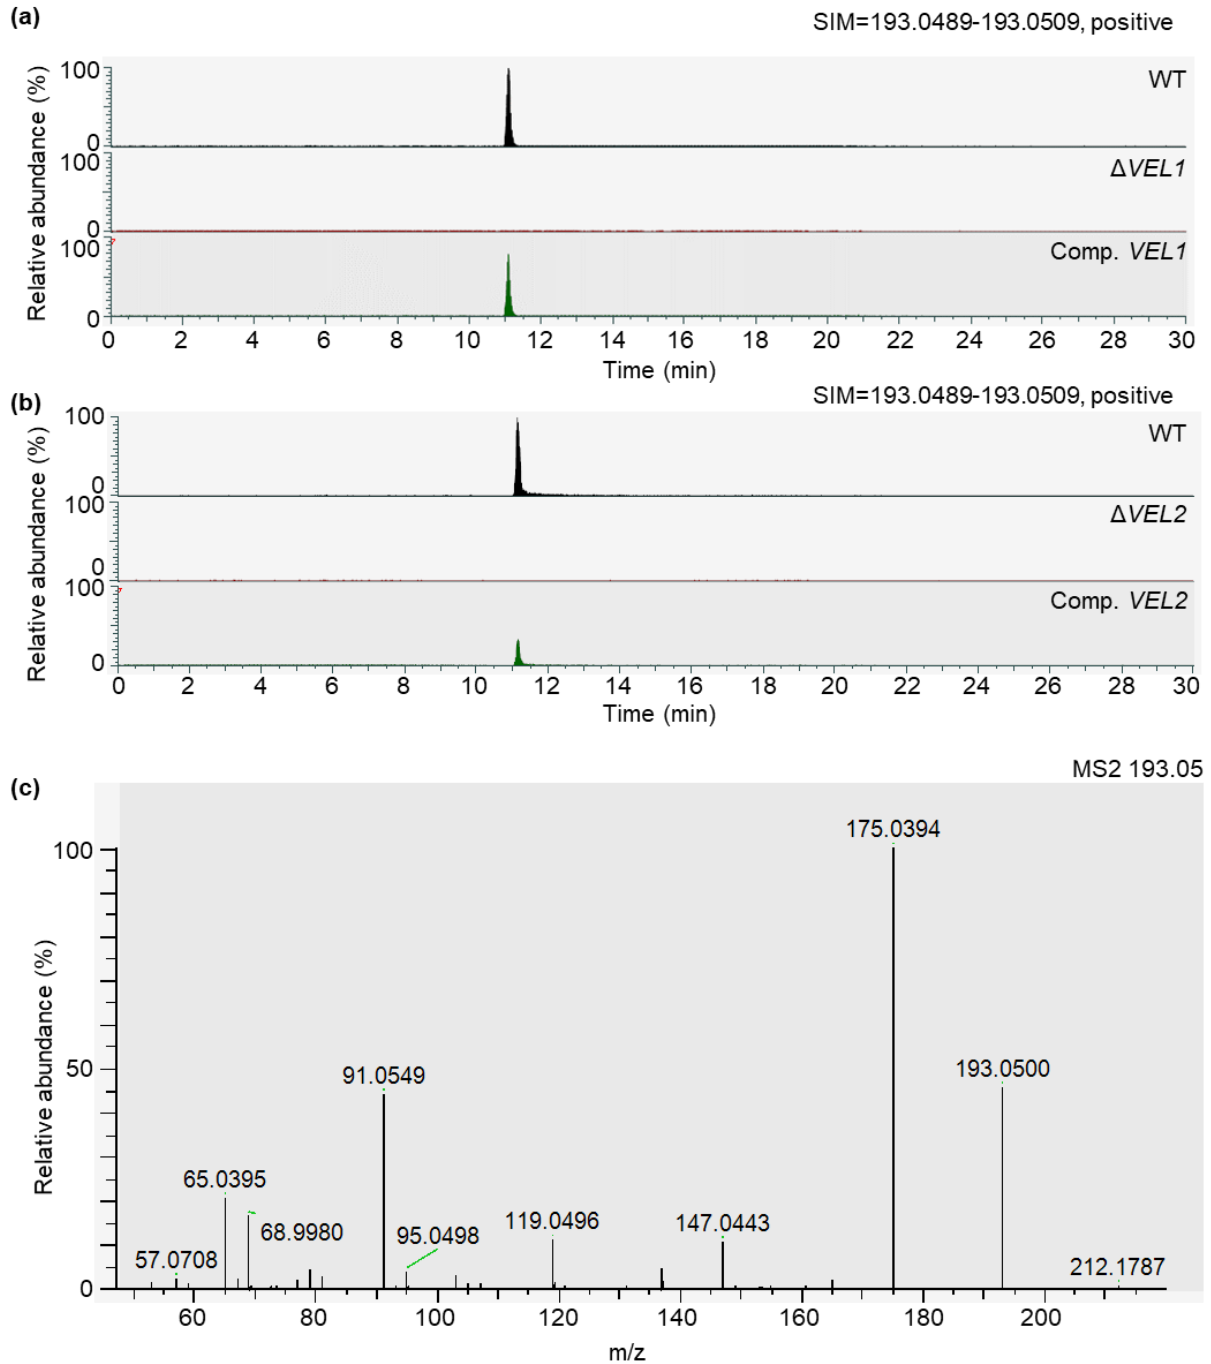 (a)
SIM=193.0489-193.0509, positive
Relative abundance (%)
100
WT
0
100
ΔVEL1
0
100
Comp. VEL1
0
0 2 4 6 8 10 12 14 16 18 20 22 24 26 28 30
Time (min)
(b)
SIM=193.0489-193.0509, positive
Relative abundance (%)
100
WT
0
100
ΔVEL2
0
100
Comp. VEL2
0
0 2 4 6 8 10 12 14 16 18 20 22 24 26 28 30
Time (min)
(c)
MS2 193.05
Relative abundance (%)
175.0394
100
50
91.0549
193.0500
65.0395
68.9980
95.0498
119.0496
147.0443
57.0708
212.1787
0
60 80 100 120 140 160 180 200
m/z